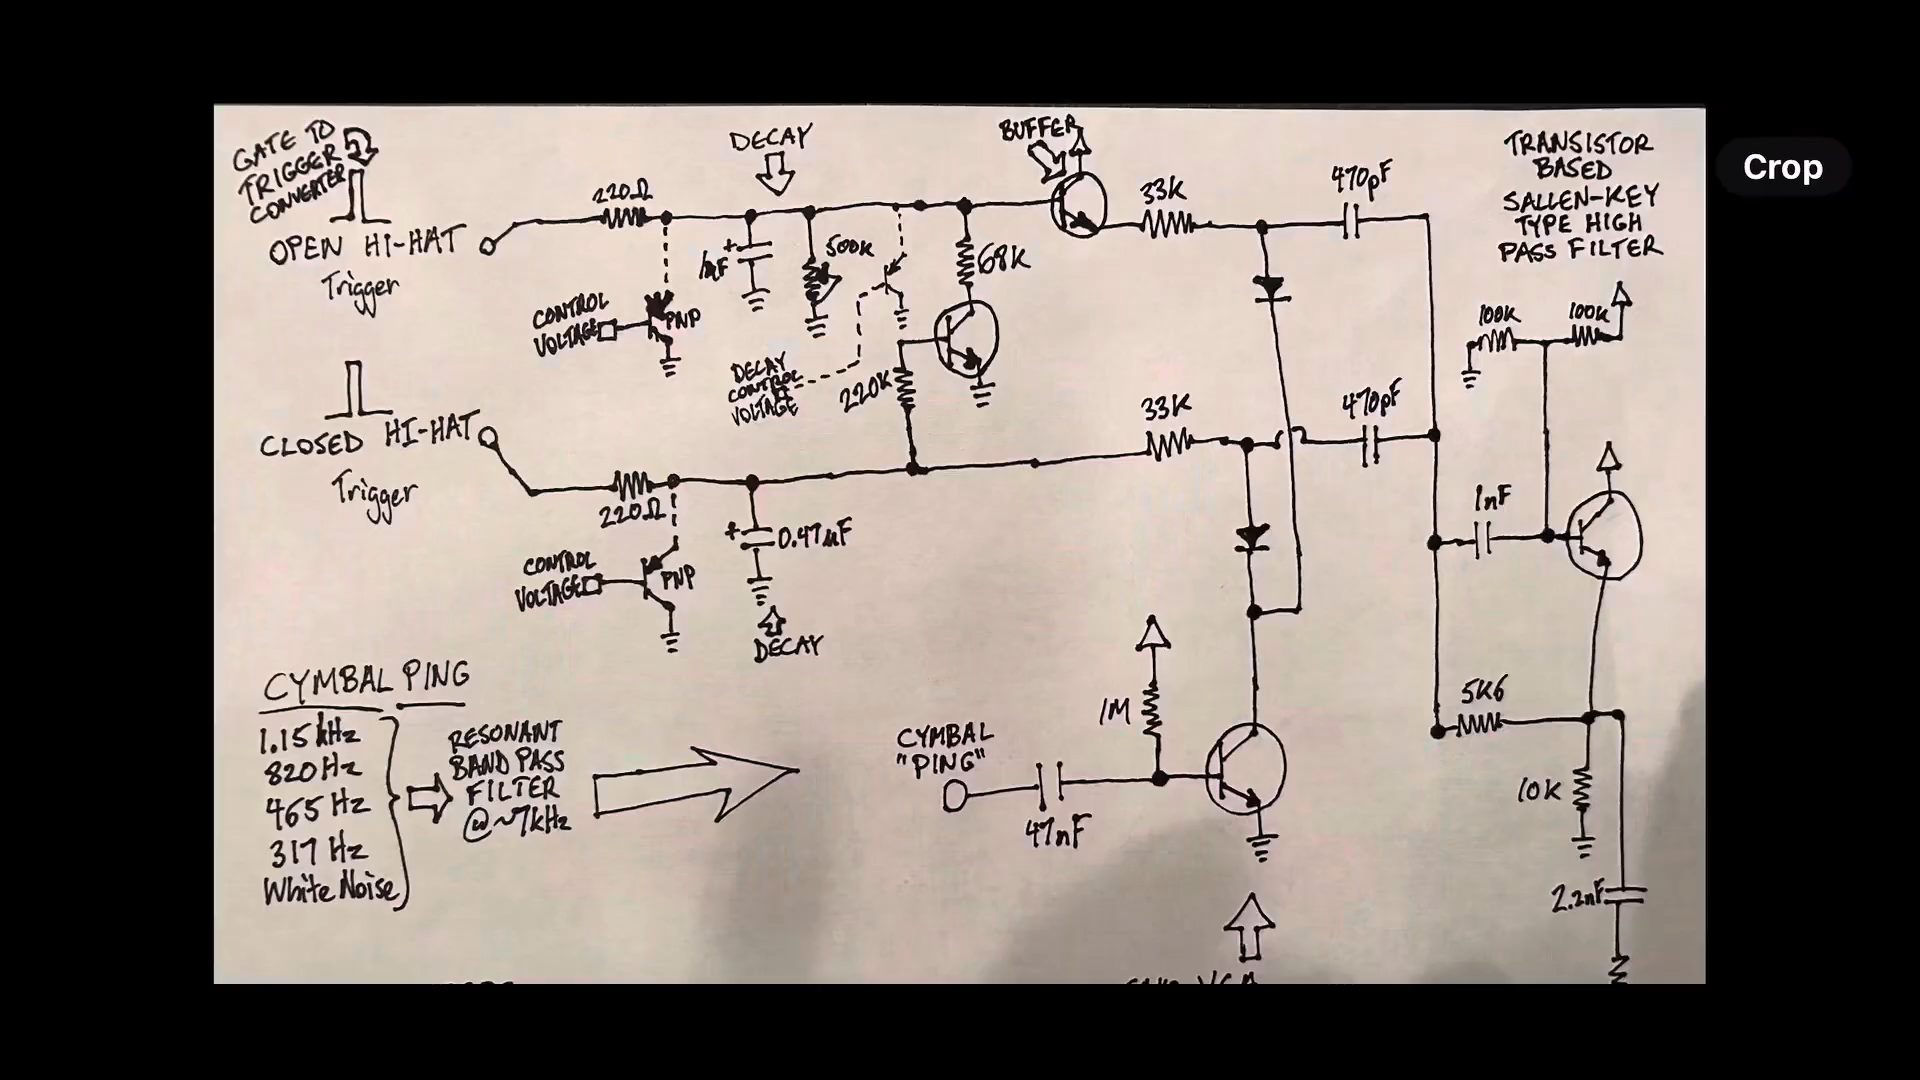 GATE TO
TRIGGER
CONVERTER
OPEN HI-HAT
Trigger
220Ω
DECAY
500K
CONTROL
VOLTAGE
PNP
DECAY
CONTROL
VOLTAGE
68K
220K
BUFFER
33K
470pF
TRANSISTOR
BASED
SALLEN-KEY
TYPE HIGH
PASS FILTER
100K
100K
CLOSED HI-HAT
Trigger
220Ω
CONTROL
VOLTAGE
PNP
+
0.47µF
DECAY
33K
470pF
1nF
5K6
10K
2.2nF
CYMBAL PING
1.15 kHz
820 Hz
465 Hz
317 Hz
White Noise
RESONANT
BAND PASS
FILTER
@~7kHz
CYMBAL
"PING"
47nF
1M
Crop